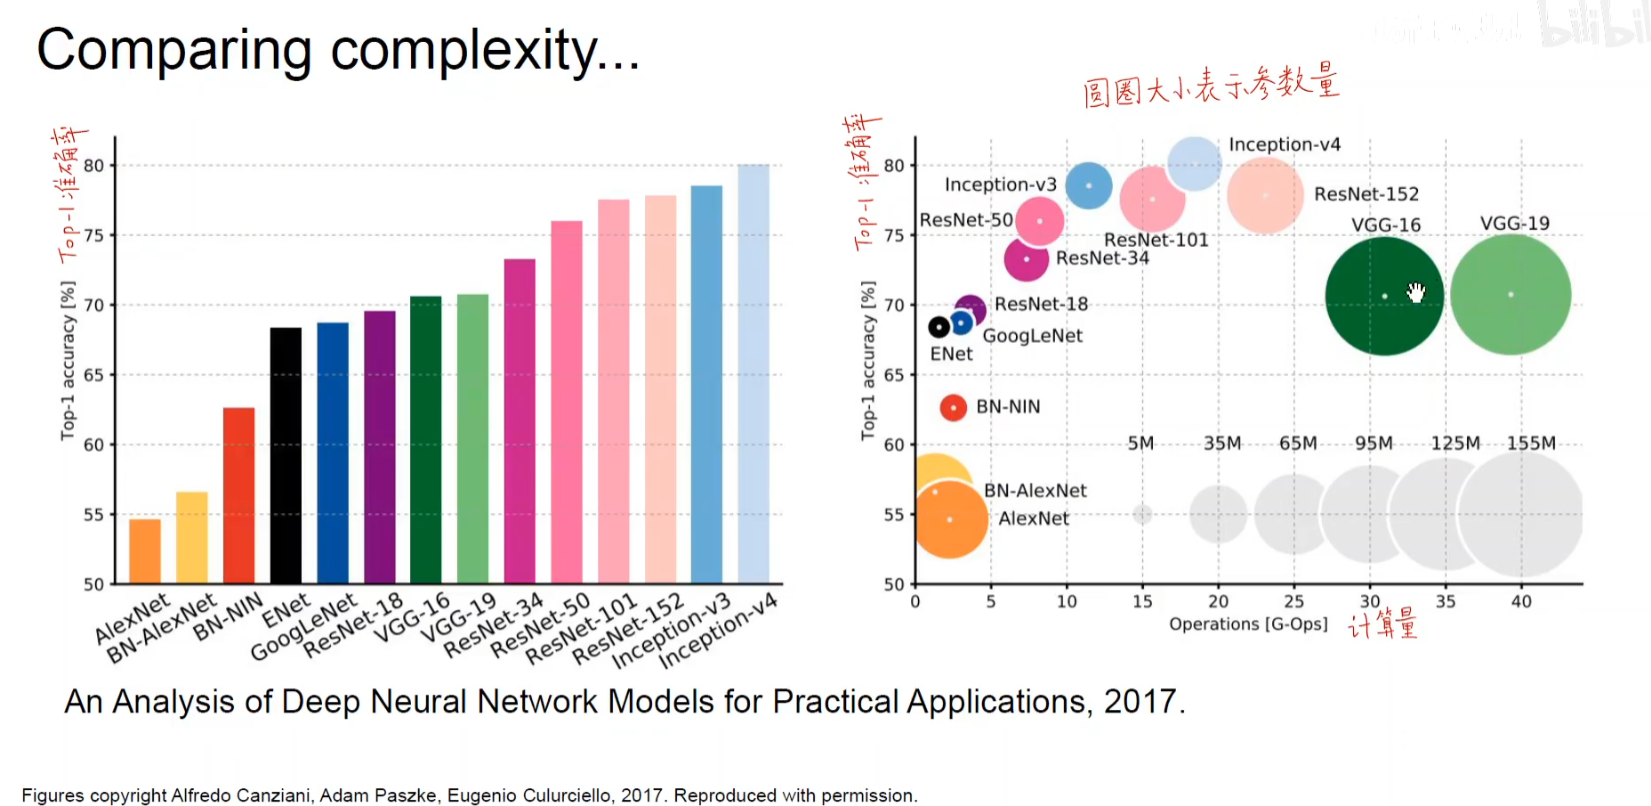 Comparing complexity...
Top-1准确率
Top-1 accuracy [%]
80
75
70
65
60
55
50
AlexNet
BN-AlexNet
BN-NIN
ENet
GoogLeNet
ResNet-18
VGG-16
VGG-19
ResNet-34
ResNet-50
ResNet-101
ResNet-152
Inception-v3
Inception-v4
圆圈大小表示参数量
Top-1准确率
Top-1 accuracy [%]
80
75
70
65
60
55
50
Inception-v4
Inception-v3
ResNet-152
ResNet-50
VGG-16
VGG-19
ResNet-101
ResNet-34
ResNet-18
GoogLeNet
ENet
BN-NIN
5M
35M
65M
95M
125M
155M
BN-AlexNet
AlexNet
0
5
10
15
20
25
30
35
40
Operations [G-Ops]
计算量
An Analysis of Deep Neural Network Models for Practical Applications, 2017.
Figures copyright Alfredo Canziani, Adam Paszke, Eugenio Culurciello, 2017. Reproduced with permission.